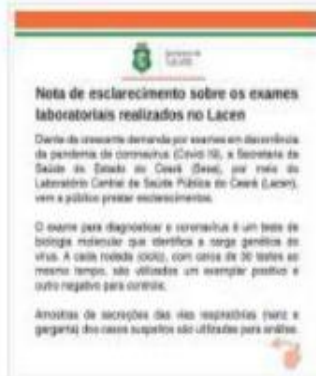 SECRETARIA DA
SAÚDE
Nota de esclarecimento sobre os exames
laboratoriais realizados no Lacen
Diante da crescente demanda por exames em decorrência
da pandemia de coronavírus (Covid-19), a Secretaria da
Saúde do Estado do Ceará (Sesa), por meio do
Laboratório Central de Saúde Pública do Ceará (Lacen),
vem a público prestar esclarecimentos.
O exame para diagnosticar o coronavírus é um teste de
biologia molecular que identifica a carga genética do
vírus. A cada rodada (ciclo), com cerca de 30 testes ao
mesmo tempo, são utilizados um exemplar positivo e
outro negativo para controle.
Amostras de secreções das vias respiratórias (nariz e
garganta) dos casos suspeitos são utilizadas para análise.